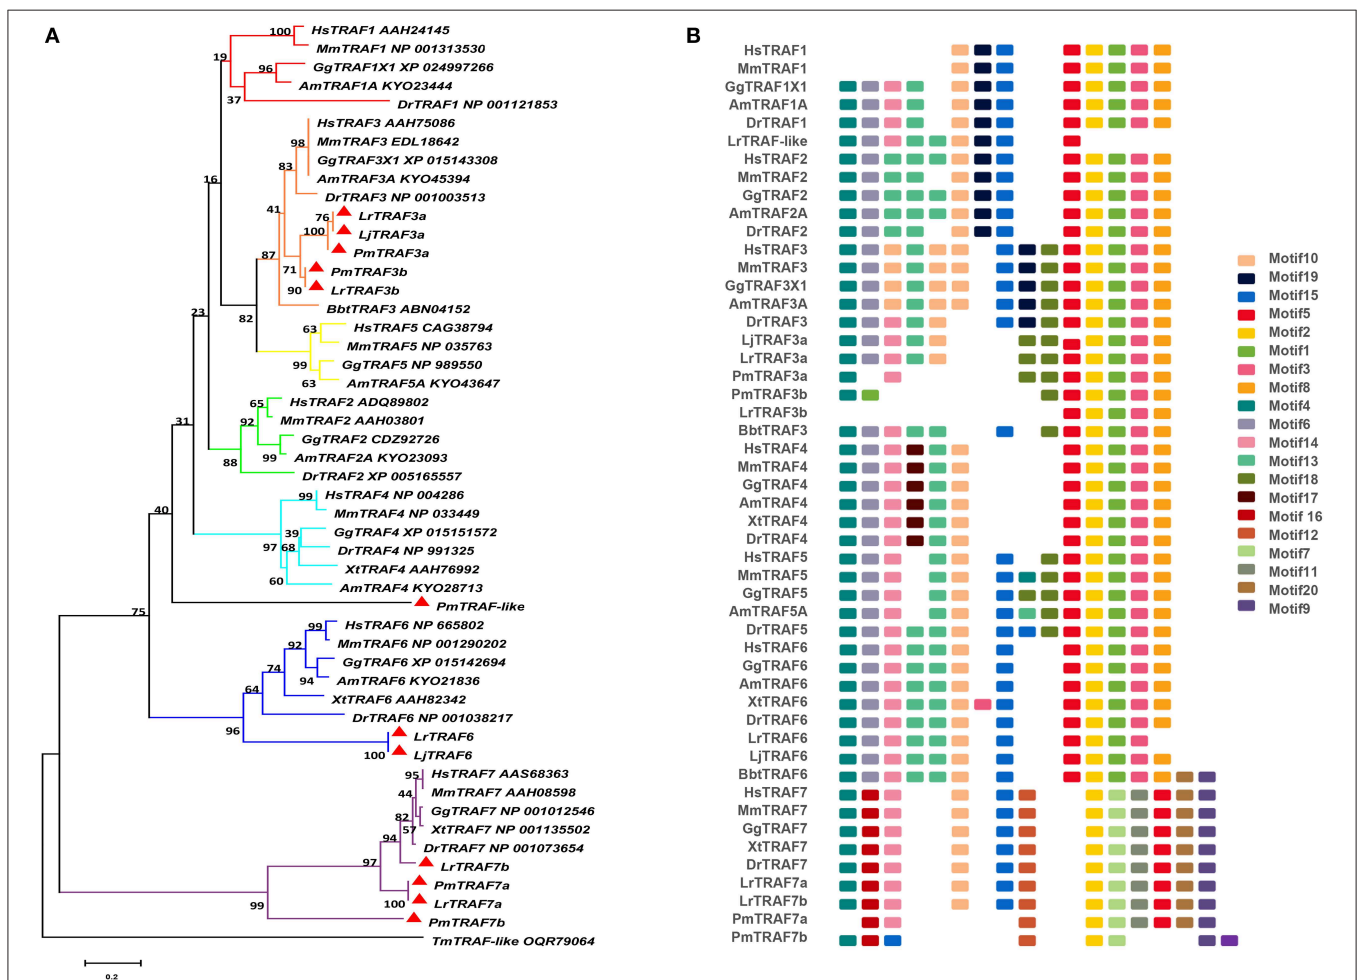 A
HsTRAF1 AAH24145
MmTRAF1 NP 001313530
GgTRAF1X1 XP 024997266
AmTRAF1A KYO23444
DrTRAF1 NP 001121853
HsTRAF3 AAH75086
MmTRAF3 EDL18642
GgTRAF3X1 XP 015143308
AmTRAF3A KYO45394
DrTRAF3 NP 001003513
LrTRAF3a
LjTRAF3a
PmTRAF3a
PmTRAF3b
LrTRAF3b
BbtTRAF3 ABN04152
HsTRAF5 CAG38794
MmTRAF5 NP 035763
GgTRAF5 NP 989550
AmTRAF5A KYO43647
HsTRAF2 ADQ89802
MmTRAF2 AAH03801
GgTRAF2 CDZ92726
AmTRAF2A KYO23093
DrTRAF2 XP 005165557
HsTRAF4 NP 004286
MmTRAF4 NP 033449
GgTRAF4 XP 015151572
DrTRAF4 NP 991325
XtTRAF4 AAH76992
AmTRAF4 KYO28713
PmTRAF-like
HsTRAF6 NP 665802
MmTRAF6 NP 001290202
GgTRAF6 XP 015142694
AmTRAF6 KYO21836
XtTRAF6 AAH82342
DrTRAF6 NP 001038217
LrTRAF6
LjTRAF6
HsTRAF7 AAS68363
MmTRAF7 AAH08598
GgTRAF7 NP 001012546
XtTRAF7 NP 001135502
DrTRAF7 NP 001073654
LrTRAF7b
PmTRAF7a
LrTRAF7a
PmTRAF7b
TmTRAF-like OQR79064
100
19
96
37
98
83
16
41
76
100
87
71
90
23
82
63
99
63
65
92
31
99
88
99
39
97
68
60
40
75
99
92
74
94
64
96
100
95
44
82
57
94
97
100
99
0.2
B
HsTRAF1
MmTRAF1
GgTRAF1X1
AmTRAF1A
DrTRAF1
LrTRAF-like
HsTRAF2
MmTRAF2
GgTRAF2
AmTRAF2A
DrTRAF2
HsTRAF3
MmTRAF3
GgTRAF3X1
AmTRAF3A
DrTRAF3
LjTRAF3a
LrTRAF3a
PmTRAF3a
PmTRAF3b
LrTRAF3b
BbtTRAF3
HsTRAF4
MmTRAF4
GgTRAF4
AmTRAF4
XtTRAF4
DrTRAF4
HsTRAF5
MmTRAF5
GgTRAF5
AmTRAF5A
DrTRAF5
HsTRAF6
GgTRAF6
AmTRAF6
XtTRAF6
DrTRAF6
LrTRAF6
LjTRAF6
BbtTRAF6
HsTRAF7
MmTRAF7
GgTRAF7
XtTRAF7
DrTRAF7
LrTRAF7a
LrTRAF7b
PmTRAF7a
PmTRAF7b
Motif10
Motif19
Motif15
Motif5
Motif2
Motif1
Motif3
Motif8
Motif4
Motif6
Motif14
Motif13
Motif18
Motif17
Motif 16
Motif12
Motif7
Motif11
Motif20
Motif9